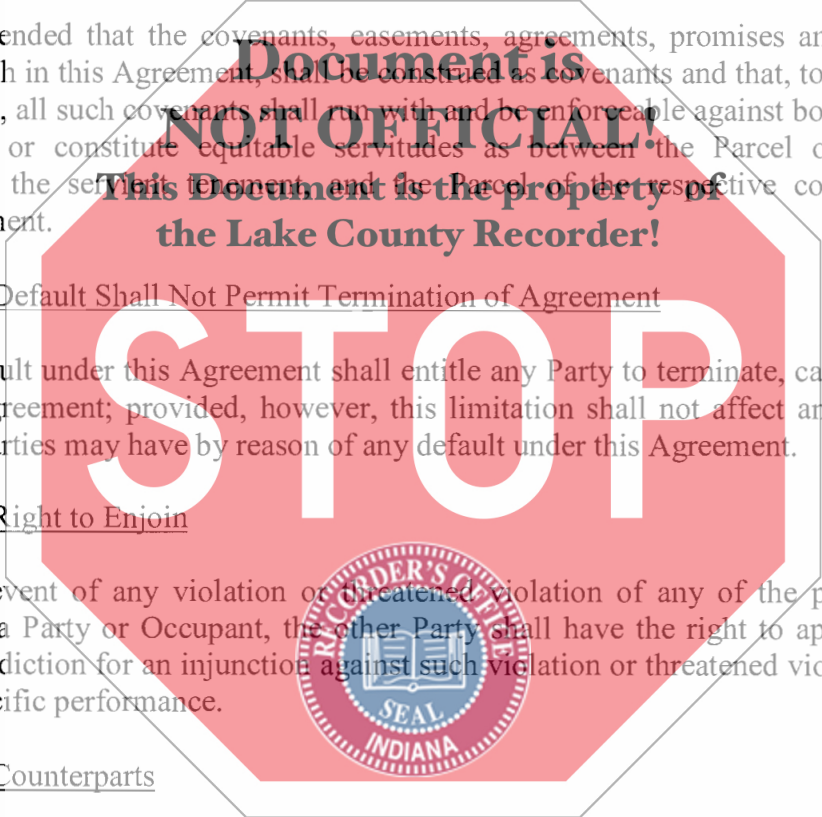 ended that the covenants, easements, agreements, promises an
Document is
h in this Agreement, shall be construed as covenants and that, to
, all such covenants shall run with and be enforceable against bo
NOT OFFICIAL!
or constitute equitable servitudes as between the Parcel o
This Document is the property of
the servient tenement, and the Parcel of the respective co
ent.
the Lake County Recorder!
Default Shall Not Permit Termination of Agreement
STOP
ult under this Agreement shall entitle any Party to terminate, ca
reement; provided, however, this limitation shall not affect an
rties may have by reason of any default under this Agreement.
Right to Enjoin
vent of any violation or threatened violation of any of the p
a Party or Occupant, the other Party shall have the right to ap
diction for an injunction against such violation or threatened vio
ific performance.
RECORDER'S OFFICE
SEAL
INDIANA
Counterparts